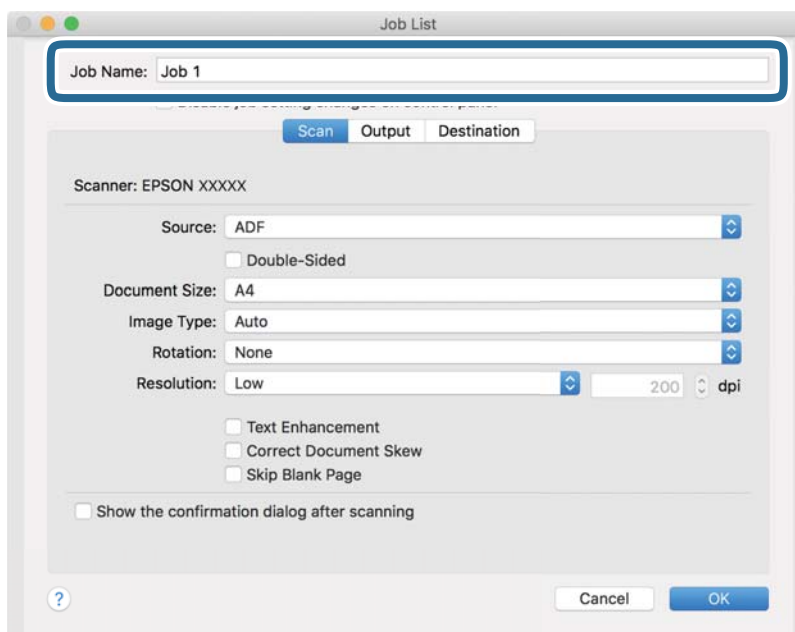 Job List
Job Name: Job 1
Scan Output Destination
Scanner: EPSON XXXXX
Source: ADF
Double-Sided
Document Size: A4
Image Type: Auto
Rotation: None
Resolution: Low 200 dpi
Text Enhancement
Correct Document Skew
Skip Blank Page
Show the confirmation dialog after scanning
? Cancel OK